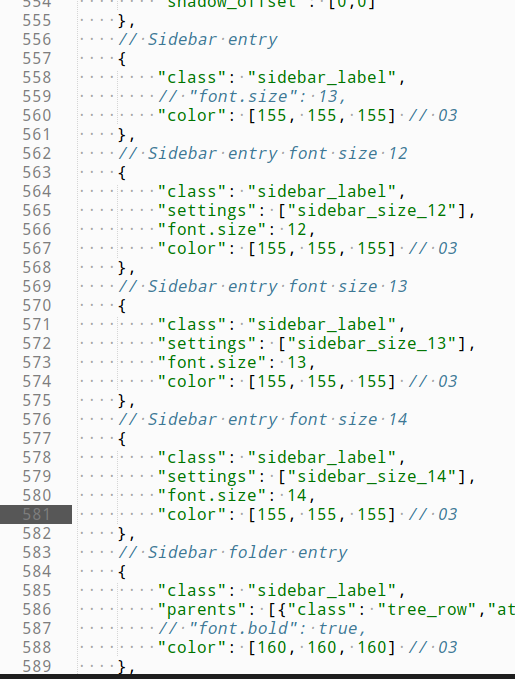 554 "shadow_offset": [0,0]
555 },
556 // Sidebar entry
557 {
558 "class": "sidebar_label",
559 // "font.size": 13,
560 "color": [155, 155, 155] // 03
561 },
562 // Sidebar entry font size 12
563 {
564 "class": "sidebar_label",
565 "settings": ["sidebar_size_12"],
566 "font.size": 12,
567 "color": [155, 155, 155] // 03
568 },
569 // Sidebar entry font size 13
570 {
571 "class": "sidebar_label",
572 "settings": ["sidebar_size_13"],
573 "font.size": 13,
574 "color": [155, 155, 155] // 03
575 },
576 // Sidebar entry font size 14
577 {
578 "class": "sidebar_label",
579 "settings": ["sidebar_size_14"],
580 "font.size": 14,
581 "color": [155, 155, 155] // 03
582 },
583 // Sidebar folder entry
584 {
585 "class": "sidebar_label",
586 "parents": [{"class": "tree_row","at
587 // "font.bold": true,
588 "color": [160, 160, 160] // 03
589 },